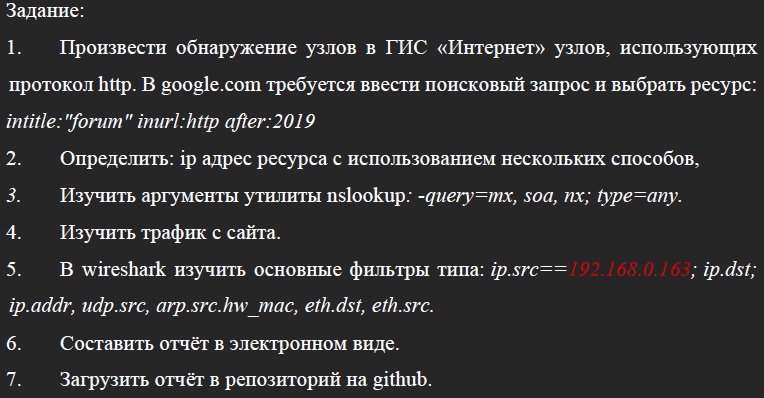 Задание:
1. Произвести обнаружение узлов в ГИС «Интернет» узлов, использующих
протокол http. В google.com требуется ввести поисковый запрос и выбрать ресурс:
intitle:"forum" inurl:http after:2019
2. Определить: ip адрес ресурса с использованием нескольких способов,
3. Изучить аргументы утилиты nslookup: -query=mx, soa, nx; type=any.
4. Изучить трафик с сайта.
5. В wireshark изучить основные фильтры типа: ip.src==192.168.0.163; ip.dst;
ip.addr, udp.src, arp.src.hw_mac, eth.dst, eth.src.
6. Составить отчёт в электронном виде.
7. Загрузить отчёт в репозиторий на github.